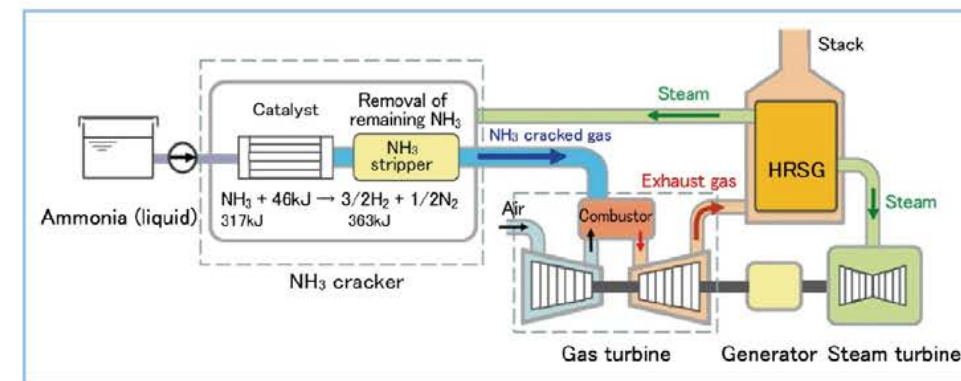 Stack
Catalyst
Removal of
remaining NH₃
Steam
NH₃ cracked gas
NH₃
stripper
HRSG
Exhaust gas
Ammonia (liquid)
NH₃ + 46kJ → 3/2H₂ + 1/2N₂
317kJ
363kJ
Air
Combustor
Steam
NH₃ cracker
Gas turbine
Generator
Steam turbine